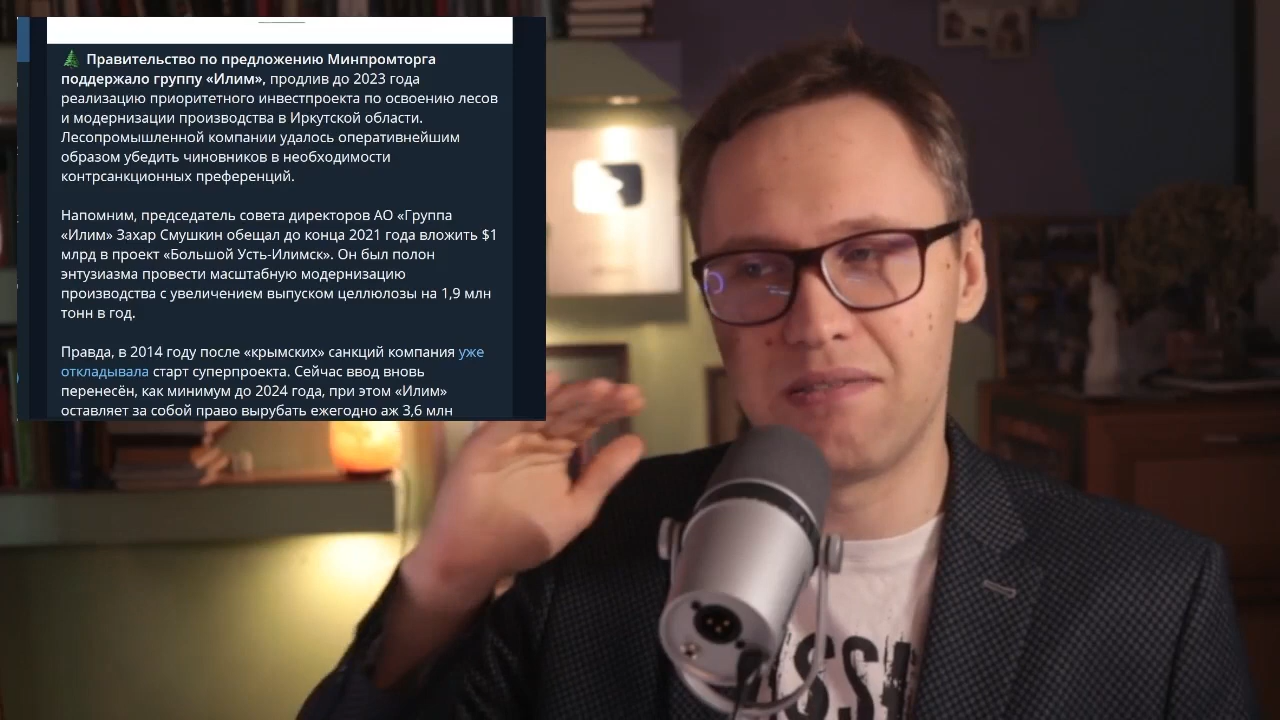 Правительство по предложению Минпромторга
поддержало группу «Илим», продлив до 2023 года
реализацию приоритетного инвестпроекта по освоению лесов
и модернизации производства в Иркутской области.
Лесопромышленной компании удалось оперативнейшим
образом убедить чиновников в необходимости
контрсанкционных преференций.
Напомним, председатель совета директоров АО «Группа
«Илим» Захар Смушкин обещал до конца 2021 года вложить $1
млрд в проект «Большой Усть-Илимск». Он был полон
энтузиазма провести масштабную модернизацию
производства с увеличением выпуском целлюлозы на 1,9 млн
тонн в год.
Правда, в 2014 году после «крымских» санкций компания уже
откладывала старт суперпроекта. Сейчас ввод вновь
перенесён, как минимум до 2024 года, при этом «Илим»
оставляет за собой право вырубать ежегодно аж 3,6 млн